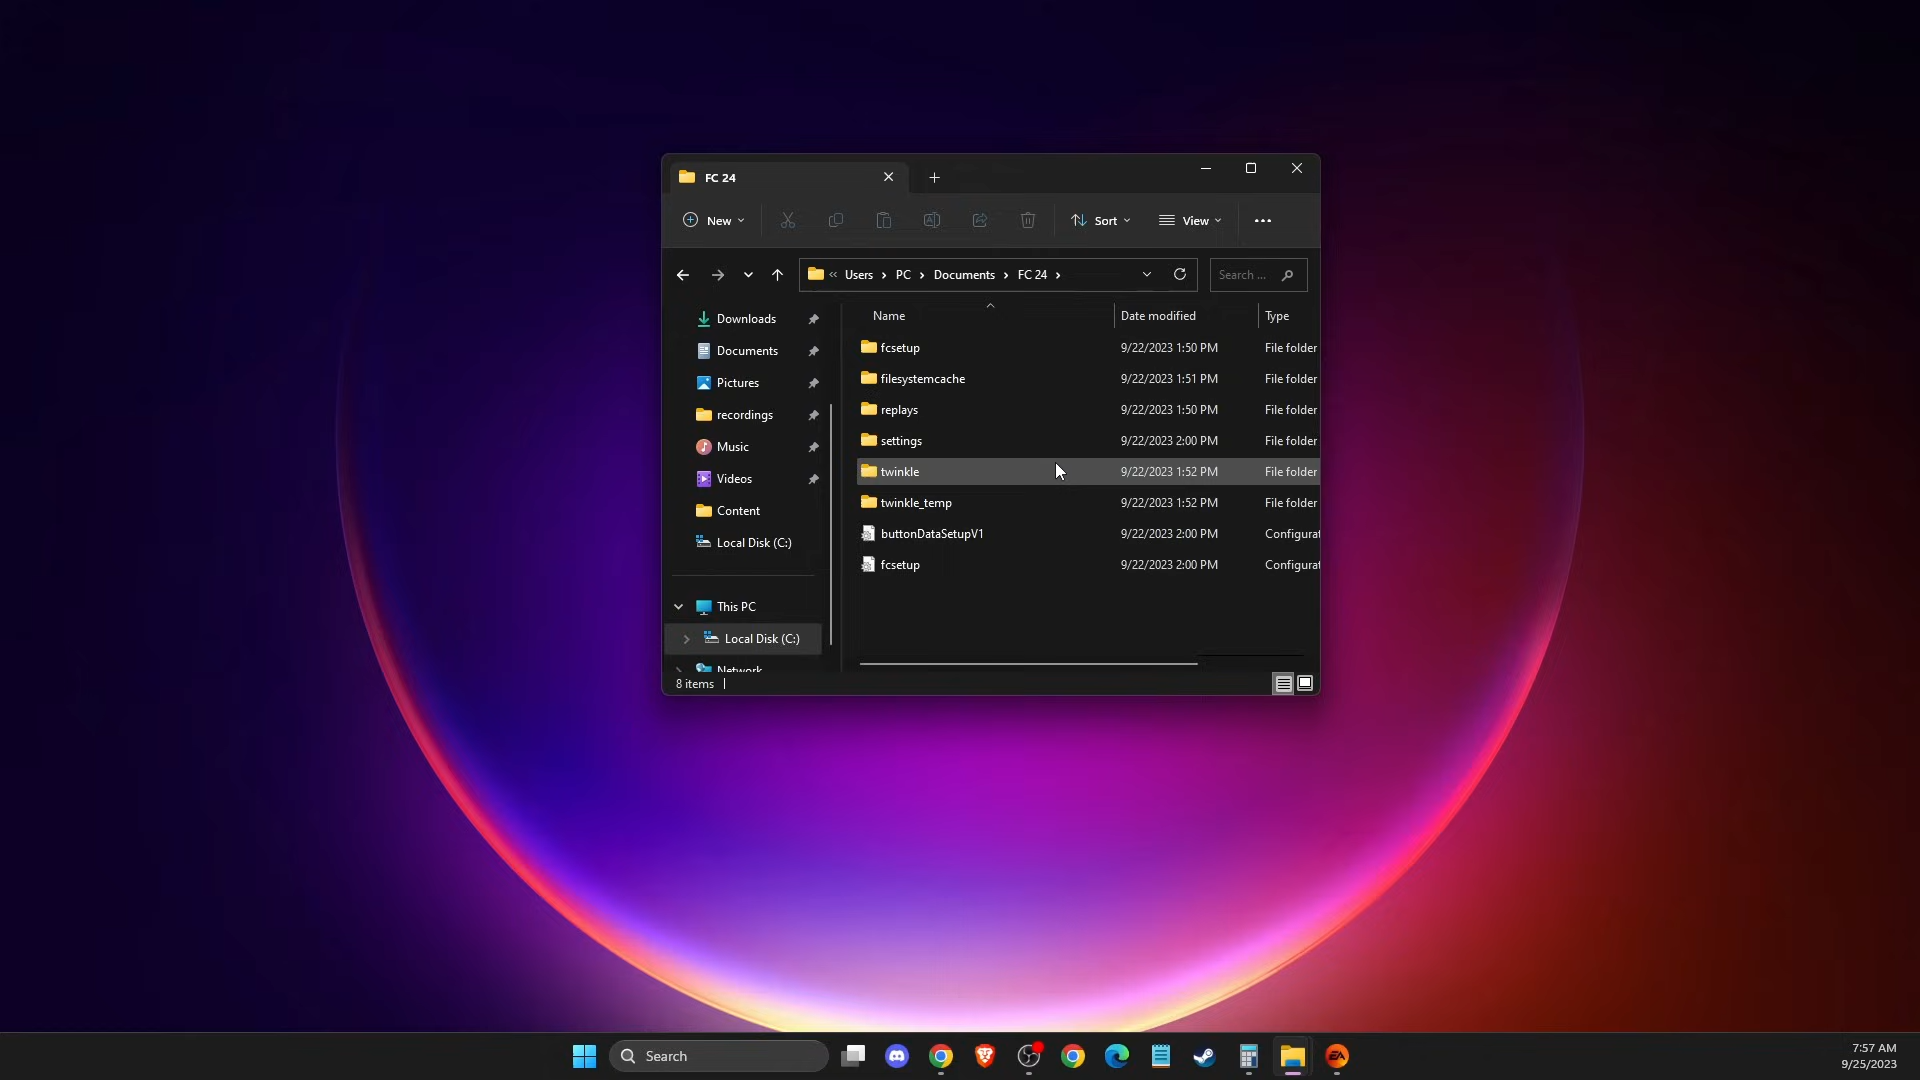 FC 24
New
Sort
View
« Users > PC > Documents > FC 24 >
Search ...
Downloads
Documents
Pictures
recordings
Music
Videos
Content
Local Disk (C:)
This PC
Local Disk (C:)
Network
Name Date modified Type
fcsetup 9/22/2023 1:50 PM File folder
filesystemcache 9/22/2023 1:51 PM File folder
replays 9/22/2023 1:50 PM File folder
settings 9/22/2023 2:00 PM File folder
twinkle 9/22/2023 1:52 PM File folder
twinkle_temp 9/22/2023 1:52 PM File folder
buttonDataSetupV1 9/22/2023 2:00 PM Configurat
fcsetup 9/22/2023 2:00 PM Configurat
8 items
Search
EA
7:57 AM
9/25/2023